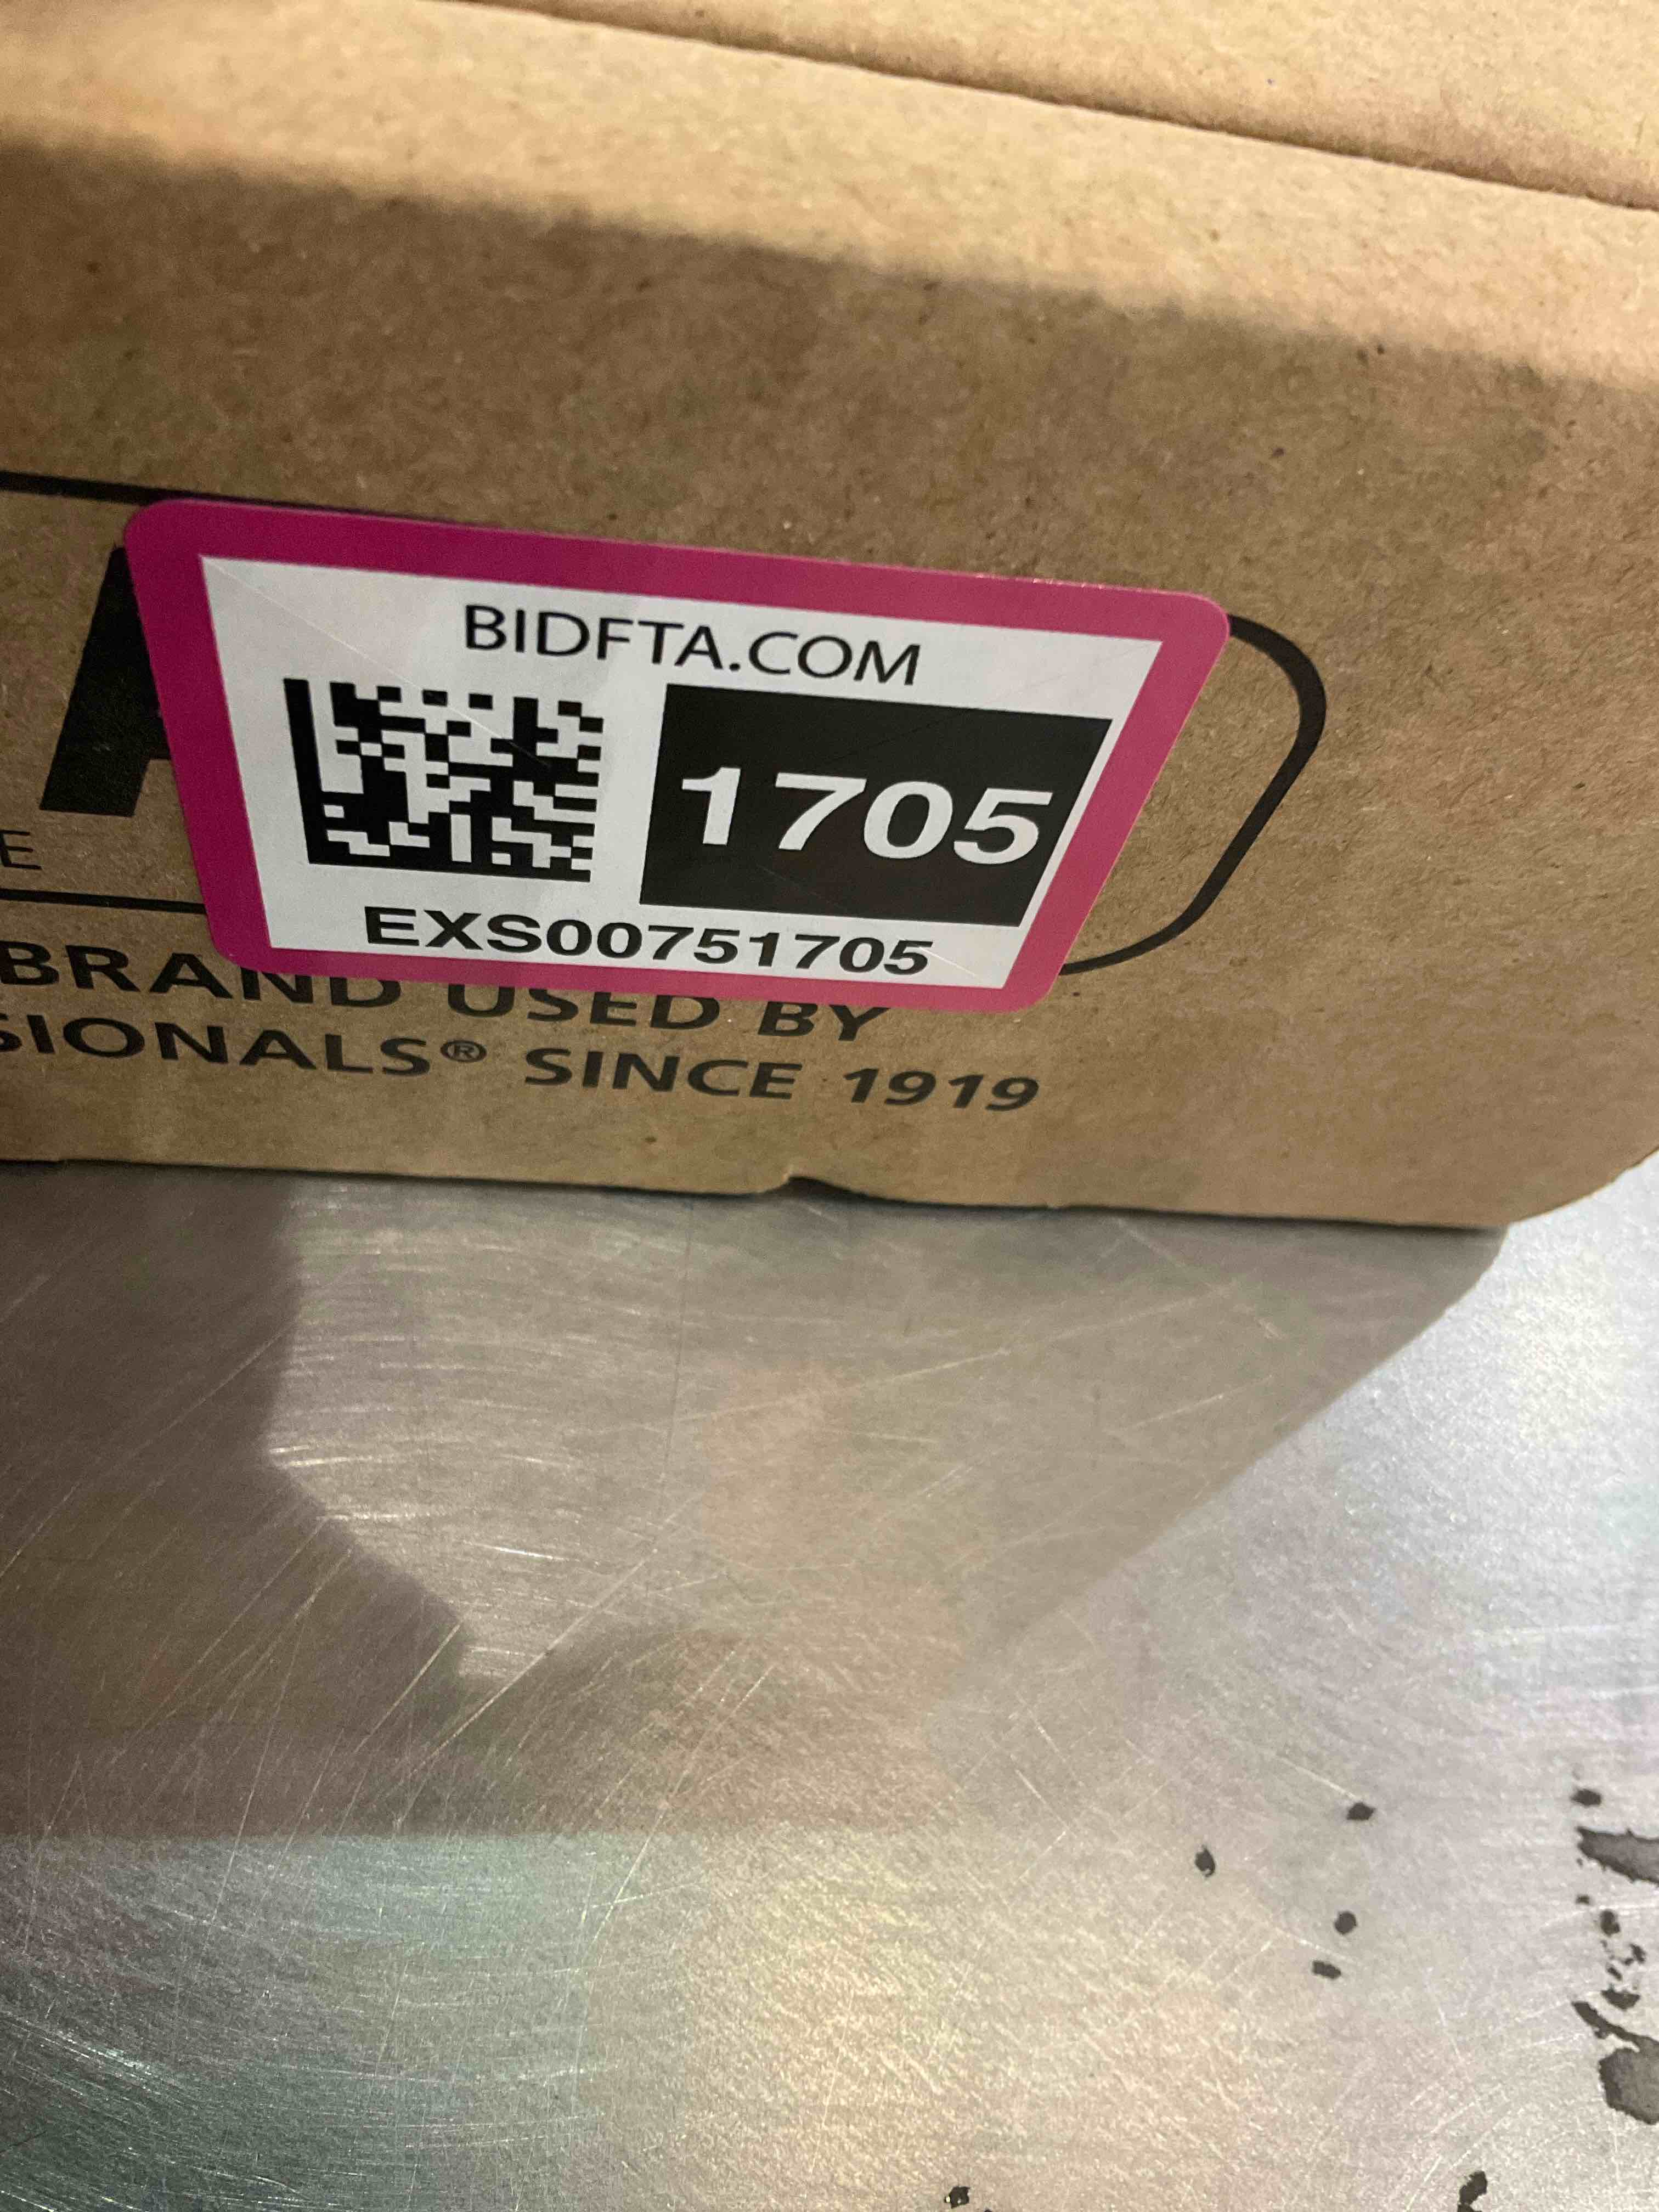 BIDFTA.COM
1705
EXS00751705
E
BRAND USED BY
SIONALS® SINCE 1919